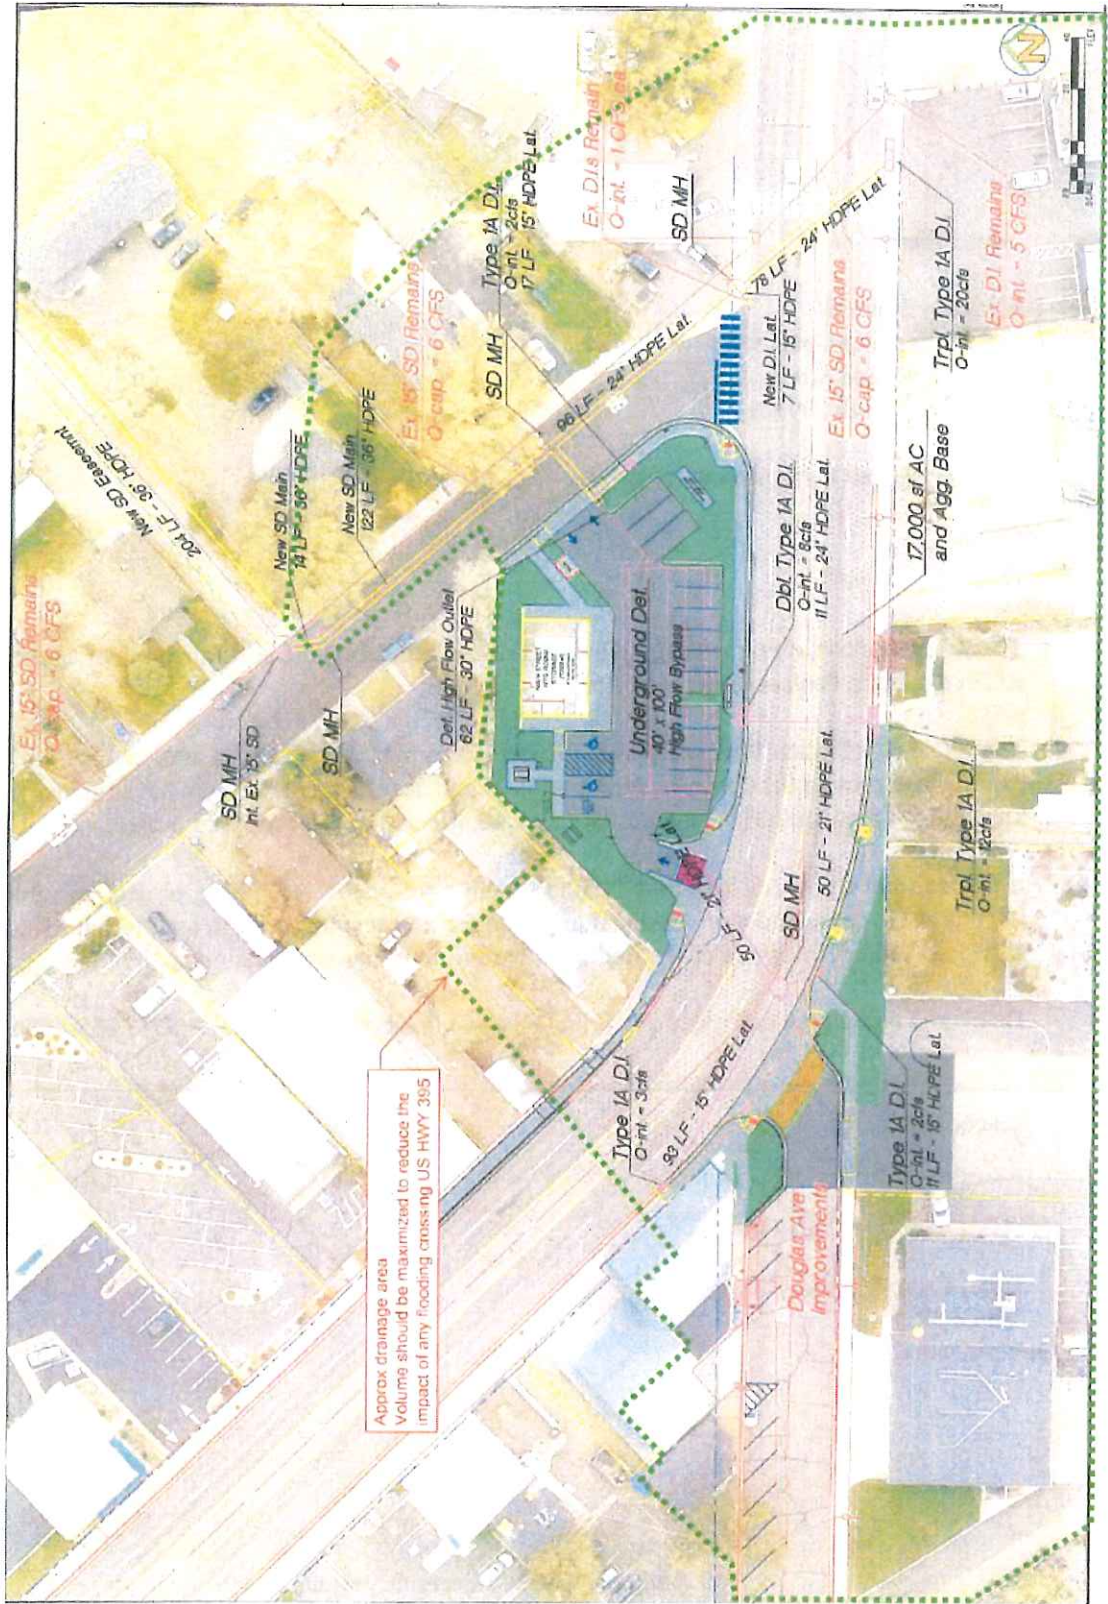 Ex. 15" SD Remains
Q-cap. = 6 CFS
New SD Easeemnt
204 LF - 36" HDPE
New SD Main
14 LF - 36" HDPE
New SD Main
122 LF - 36" HDPE
SD MH
Int. Ex. 15" SD
SD MH
Det. High Flow Outlet
62 LF - 30" HDPE
Ex. 15" SD Remains
Q-cap. = 6 CFS
Type 1A D.I.
Q-int. = 2cfs
17 LF - 15" HDPE Lat.
SD MH
96 LF - 24" HDPE Lat.
Ex. DIs Remain
Q-int. = 1 CFS ea.
SD MH
78 LF - 24" HDPE Lat.
New D.I. Lat.
7 LF - 15" HDPE
Ex. 15" SD Remains
Q-cap. = 6 CFS
N
SCALE
FEET
Ex. D.I. Remains
Q-int. = 5 CFS
Trpl. Type 1A D.I.
Q-int. = 20cfs
17,000 sf AC
and Agg. Base
Underground Det.
40' x 100'
High Flow Bypass
Dbl. Type 1A D.I.
Q-int. = 8cfs
11 LF - 24" HDPE Lat.
50 LF - 21" HDPE Lat.
50 LF - 21" HDPE Lat.
SD MH
Trpl. Type 1A D.I.
Q-int. = 12cfs
Type 1A D.I.
Q-int. = 3cfs
93 LF - 15" HDPE Lat.
Type 1A D.I.
Q-int. = 2cfs
11 LF - 15" HDPE Lat.
Douglas Ave
Improvements
Approx drainage area
Volume should be maximized to reduce the
impact of any flooding crossing US HWY 395